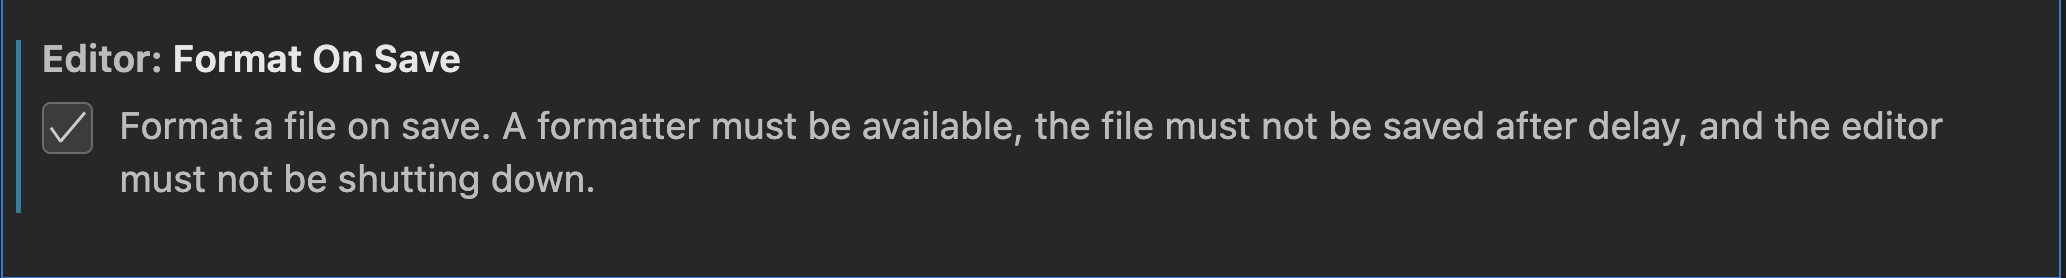 Editor: Format On Save
Format a file on save. A formatter must be available, the file must not be saved after delay, and the editor
must not be shutting down.